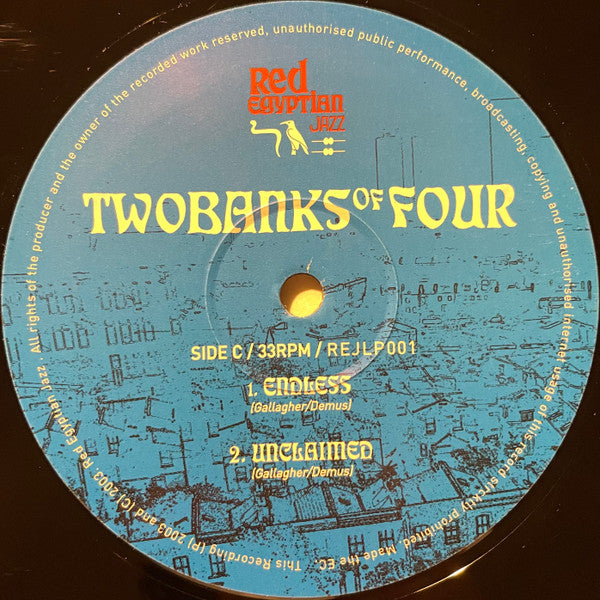 Red
EGYPTIAN
JAZZ
TWOBANKS OF FOUR
SIDE C / 33RPM / REJLP001
1. ENDLESS
(Gallagher/Demus)
2. UNCLAIMED
(Gallagher/Demus)
This Recording (P) 2003 and (C) 2003 Red Egyptian Jazz . All rights of the producer and the owner of the recorded work reserved, unauthorised public performance, broadcasting, copying and unauthorised internet usage of this record strictly prohibited. Made the EC.